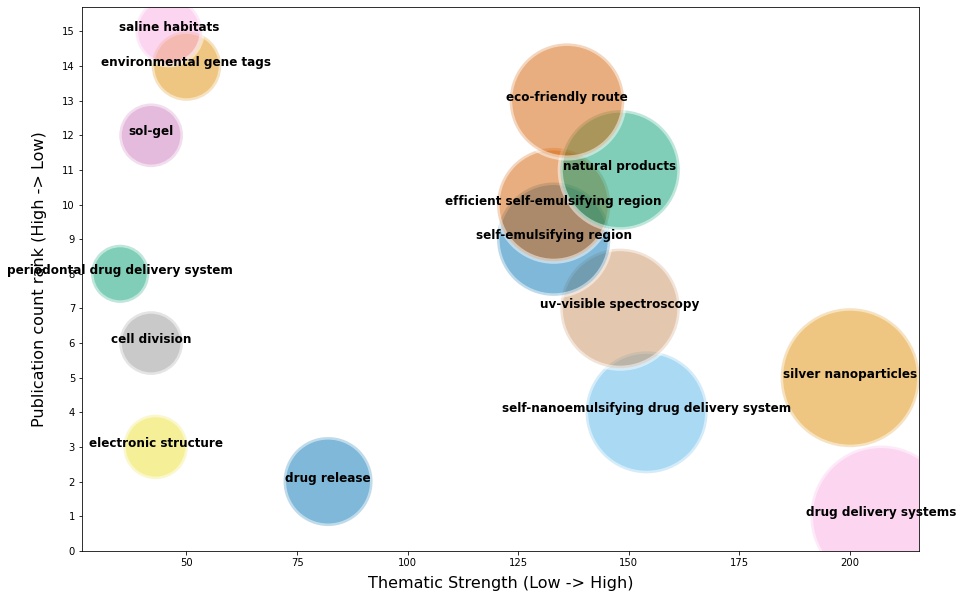 saline habitats
environmental gene tags
eco-friendly route
sol-gel
natural products
efficient self-emulsifying region
self-emulsifying region
periodontal drug delivery system
uv-visible spectroscopy
cell division
silver nanoparticles
self-nanoemulsifying drug delivery system
electronic structure
drug release
drug delivery systems
Publication count rank (High -> Low)
15
14
13
12
11
10
9
8
7
6
5
4
3
2
1
0
50
75
100
125
150
175
200
Thematic Strength (Low -> High)